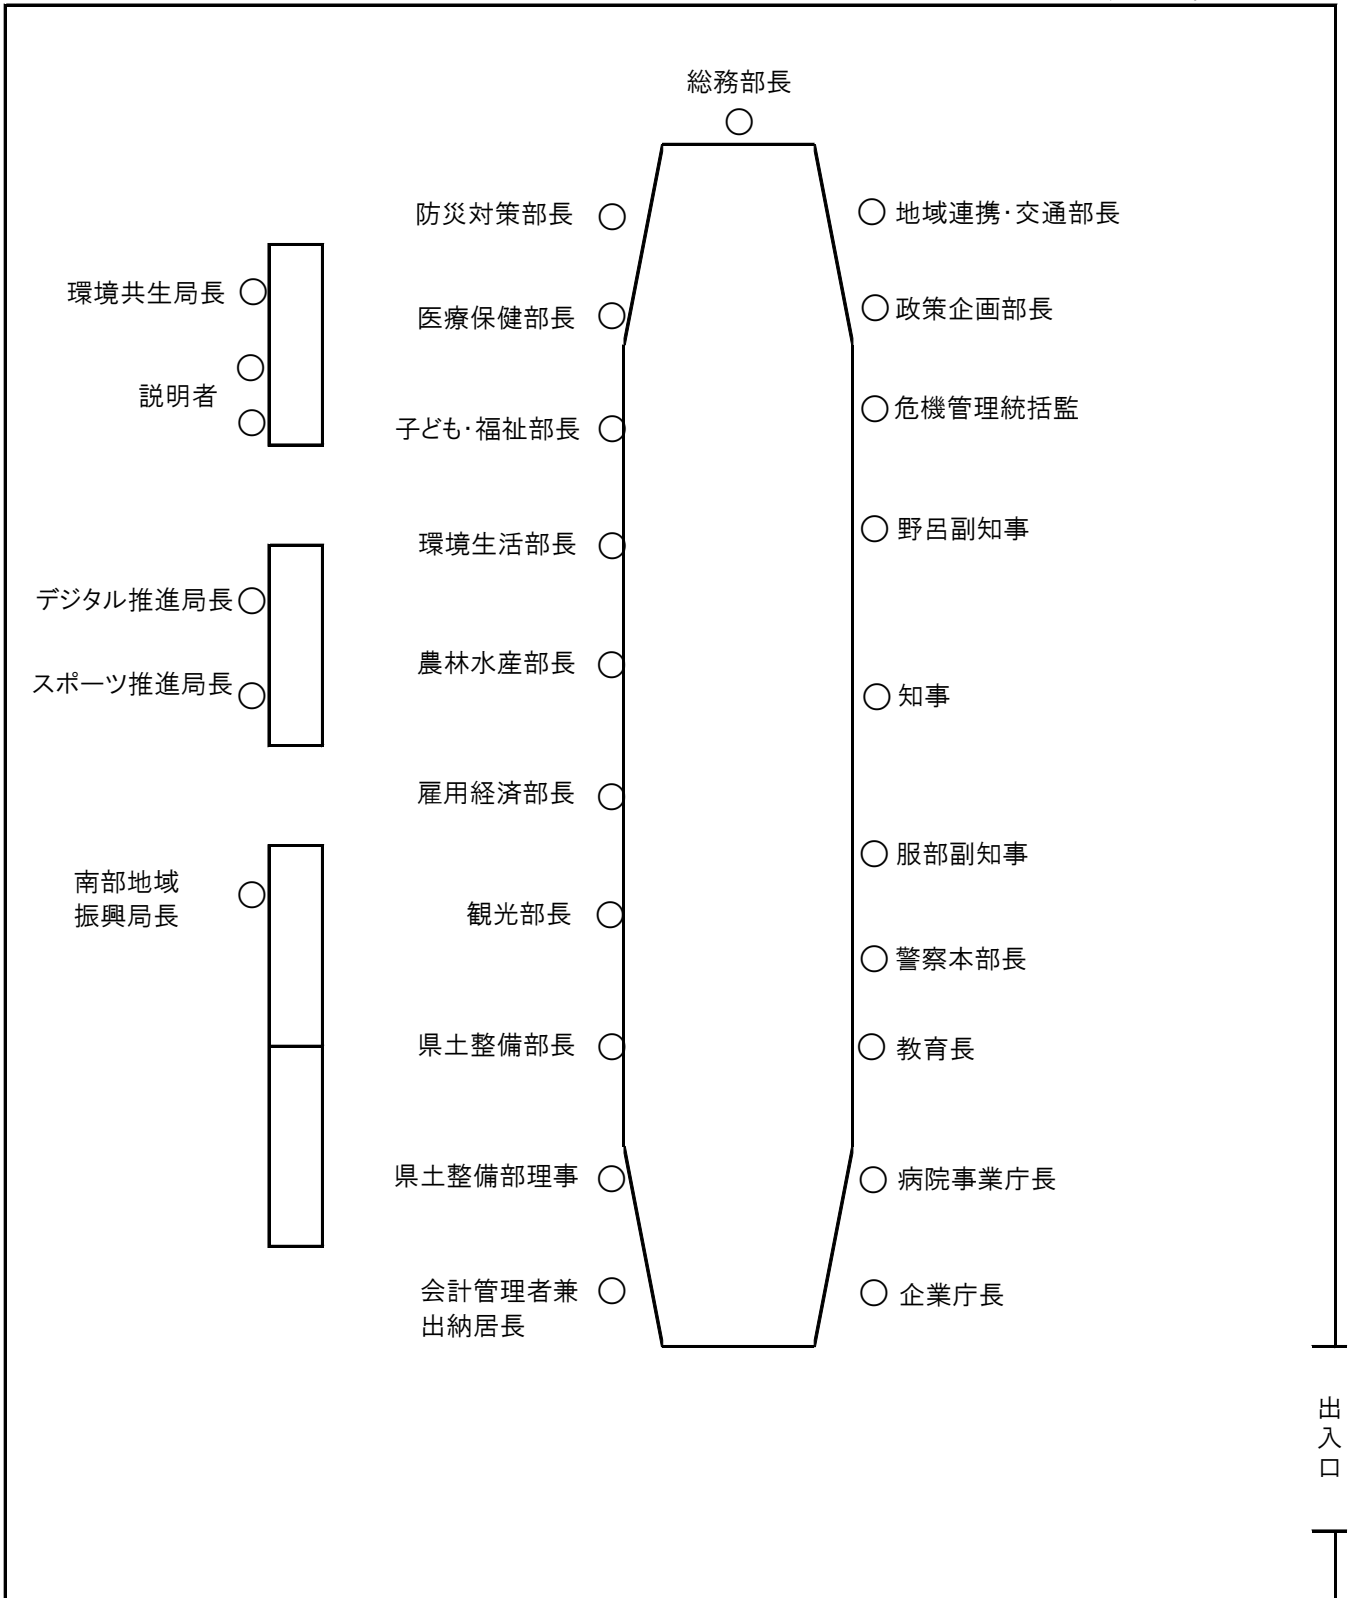 総務部長
防災対策部長
地域連携・交通部長
環境共生局長
医療保健部長
政策企画部長
説明者
子ども・福祉部長
危機管理統括監
環境生活部長
野呂副知事
デジタル推進局長
農林水産部長
スポーツ推進局長
知事
雇用経済部長
服部副知事
南部地域
振興局長
観光部長
警察本部長
県土整備部長
教育長
県土整備部理事
病院事業庁長
会計管理者兼
出納居長
企業庁長
出入口